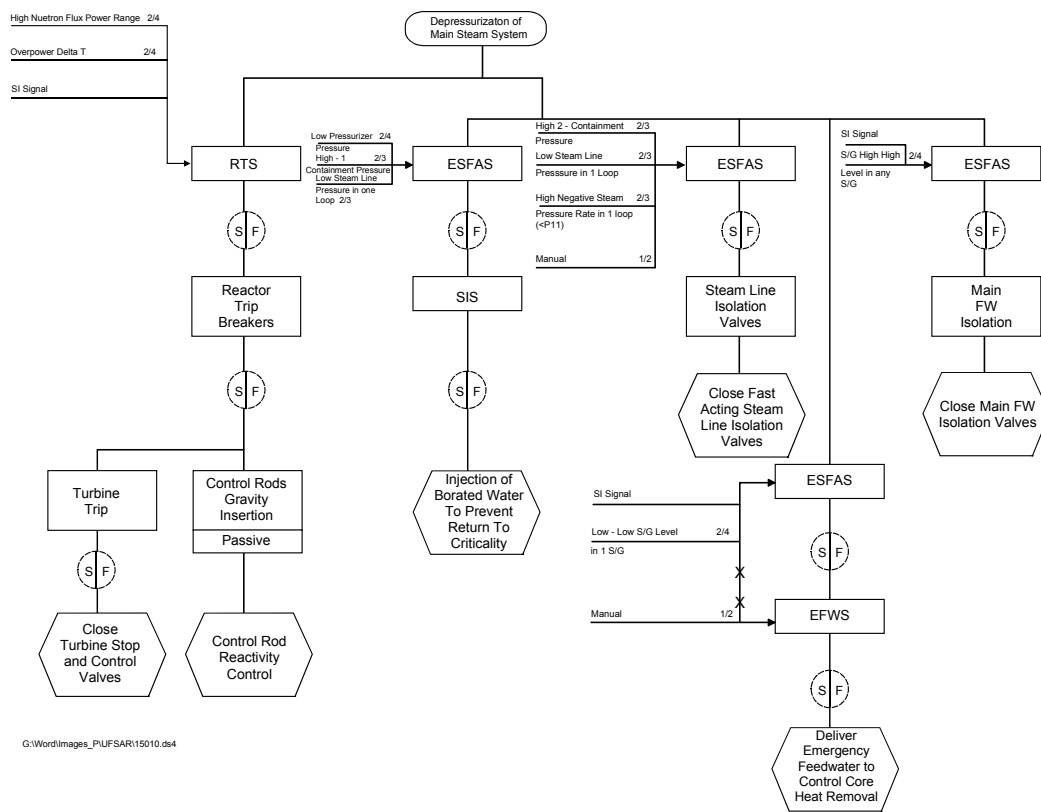 Depressurizaton of
Main Steam System
High Nuetron Flux Power Range 2/4
Overpower Delta T 2/4
SI Signal
RTS
Low Pressurizer 2/4
Pressure
High - 1 2/3
Containment Pressure
Low Steam Line
Pressure in one
Loop 2/3
ESFAS
High 2 - Containment 2/3
Pressure
Low Steam Line 2/3
Presssure in 1 Loop
High Negative Steam 2/3
Pressure Rate in 1 loop
(<P11)
Manual 1/2
ESFAS
SI Signal
S/G High High 2/4
Level in any
S/G
ESFAS
S F
S F
S F
S F
Reactor
Trip
Breakers
SIS
Steam Line
Isolation
Valves
Main
FW
Isolation
S F
S F
Close Fast
Acting Steam
Line Isolation
Valves
Close Main FW
Isolation Valves
Turbine
Trip
Control Rods
Gravity
Insertion
Passive
Injection of
Borated Water
To Prevent
Return To
Criticality
SI Signal
Low - Low S/G Level 2/4
in 1 S/G
ESFAS
S F
S F
X
X
Manual 1/2
EFWS
Close
Turbine Stop
and Control
Valves
Control Rod
Reactivity
Control
S F
Deliver
Emergency
Feedwater to
Control Core
Heat Removal
G:\Word\Images_P\UFSAR\15010.ds4